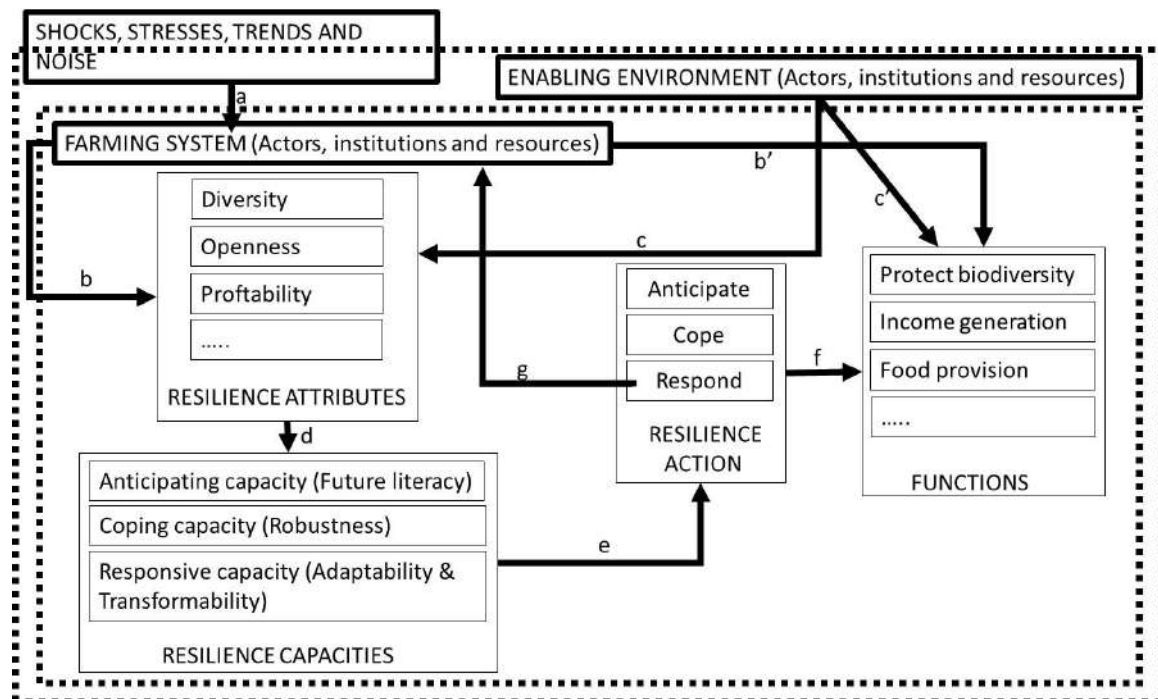 SHOCKS, STRESSES, TRENDS AND
NOISE
ENABLING ENVIRONMENT (Actors, institutions and resources)
a
FARMING SYSTEM (Actors, institutions and resources)
b'
Diversity
Openness
Proftability
.....
RESILIENCE ATTRIBUTES
b
c
c'
Anticipate
Cope
Respond
RESILIENCE
ACTION
g
f
Protect biodiversity
Income generation
Food provision
.....
FUNCTIONS
d
Anticipating capacity (Future literacy)
Coping capacity (Robustness)
Responsive capacity (Adaptability &
Transformability)
RESILIENCE CAPACITIES
e